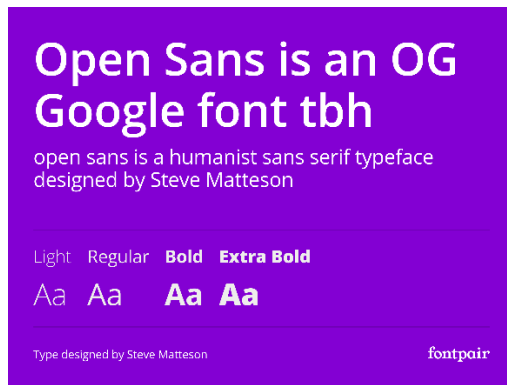 Open Sans is an OG
Google font tbh
open sans is a humanist sans serif typeface
designed by Steve Matteson
Light Regular Bold Extra Bold
Aa Aa Aa Aa
Type designed by Steve Matteson fontpair